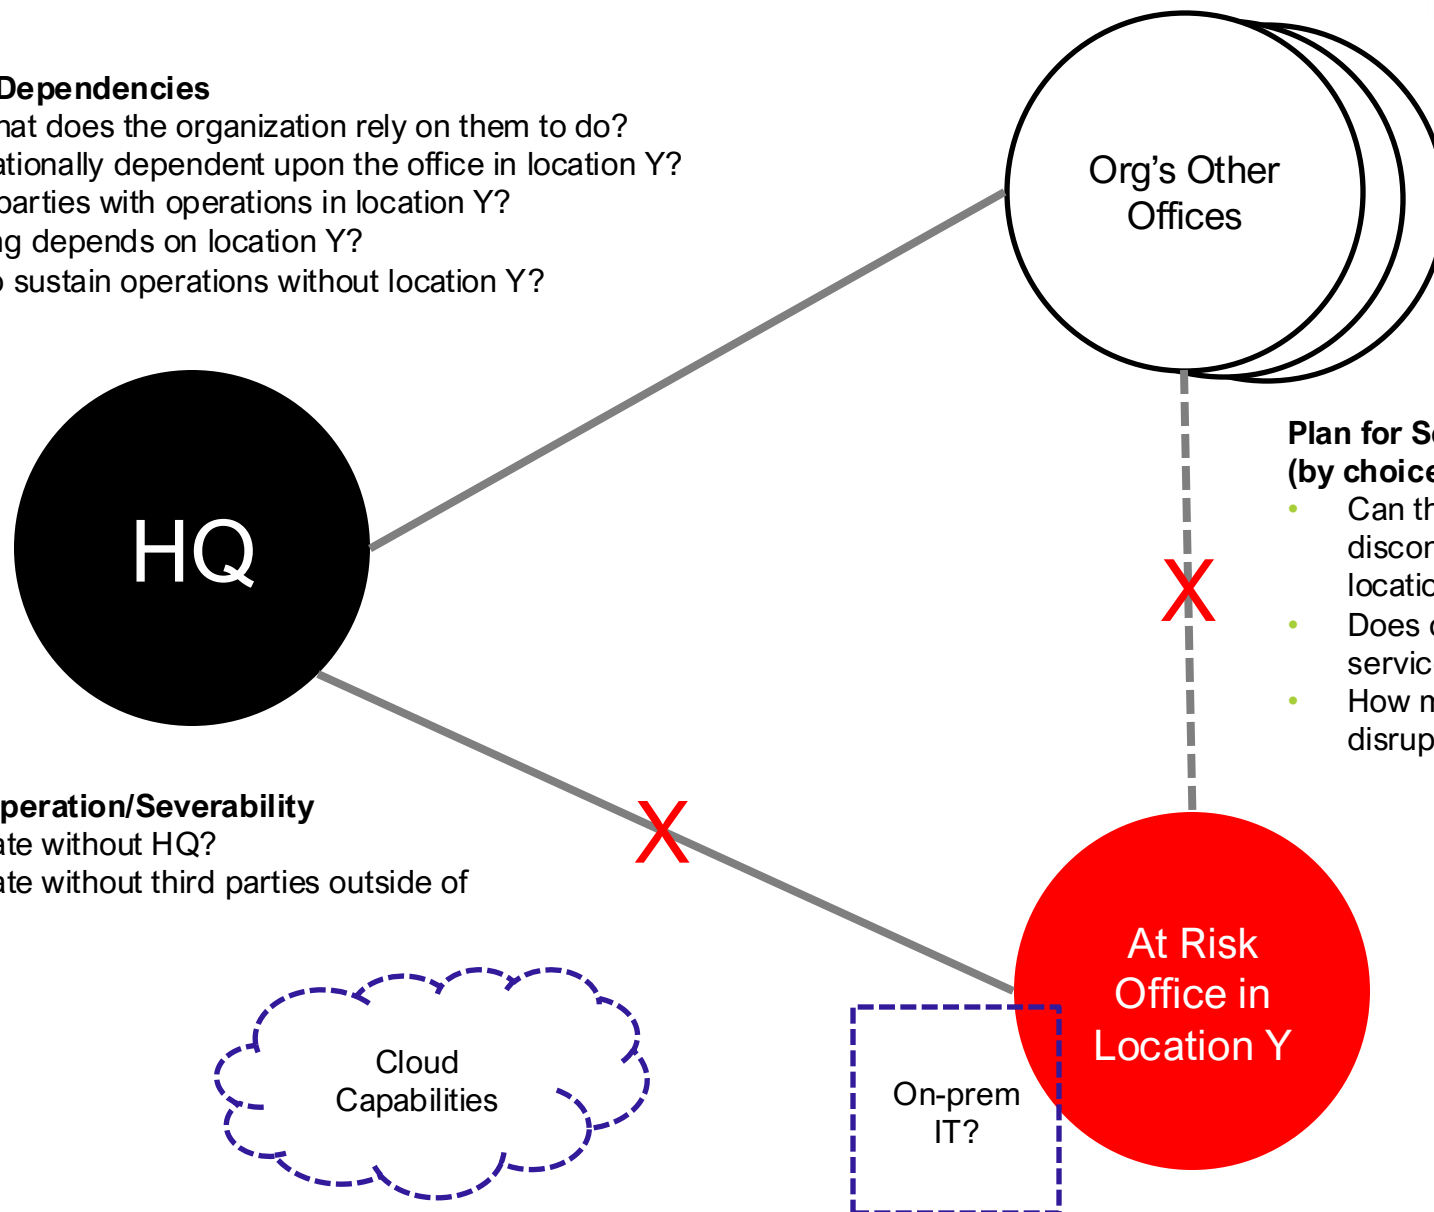 Dependencies
hat does the organization rely on them to do?
ationally dependent upon the office in location Y?
parties with operations in location Y?
ng depends on location Y?
o sustain operations without location Y?
Org's Other
Offices
HQ
Plan for S
(by choice
• Can th
discon
locatio
• Does o
servic
• How m
disrup
X
X
peration/Severability
ate without HQ?
ate without third parties outside of
At Risk
Office in
Location Y
Cloud
Capabilities
On-prem
IT?